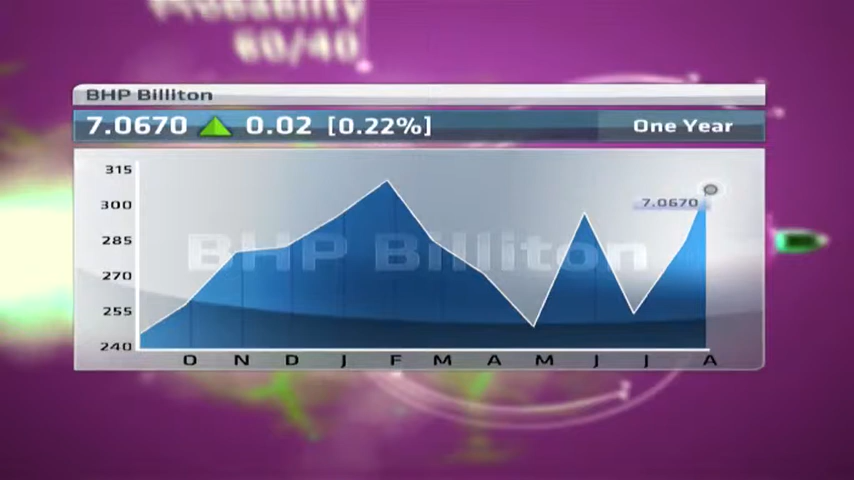 Probability
60/40
BHP Billiton
7.0670 0.02 [0.22%] One Year
315
300
285
270
255
240
7.0670
BHP Billiton
O N D J F M A M J J A